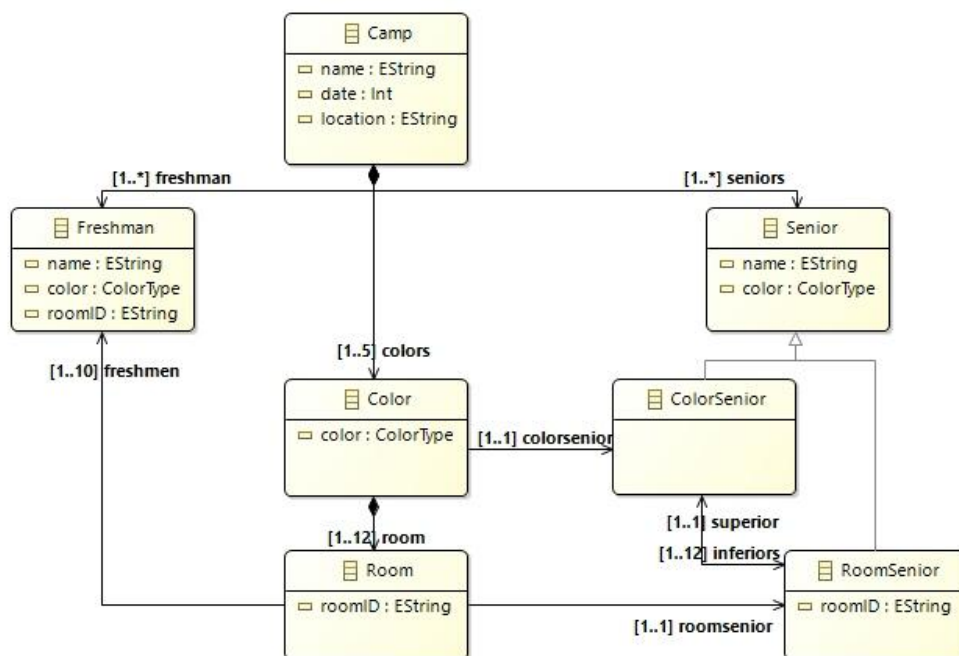 Camp
name : EString
date : Int
location : EString
[1..*] freshman
[1..*] seniors
Freshman
name : EString
color : ColorType
roomID : EString
Senior
name : EString
color : ColorType
[1..10] freshmen
[1..5] colors
Color
color : ColorType
[1..1] colorsenior
ColorSenior
[1..12] room
[1..1] superior
[1..12] inferiors
Room
roomID : EString
[1..1] roomsenior
RoomSenior
roomID : EString